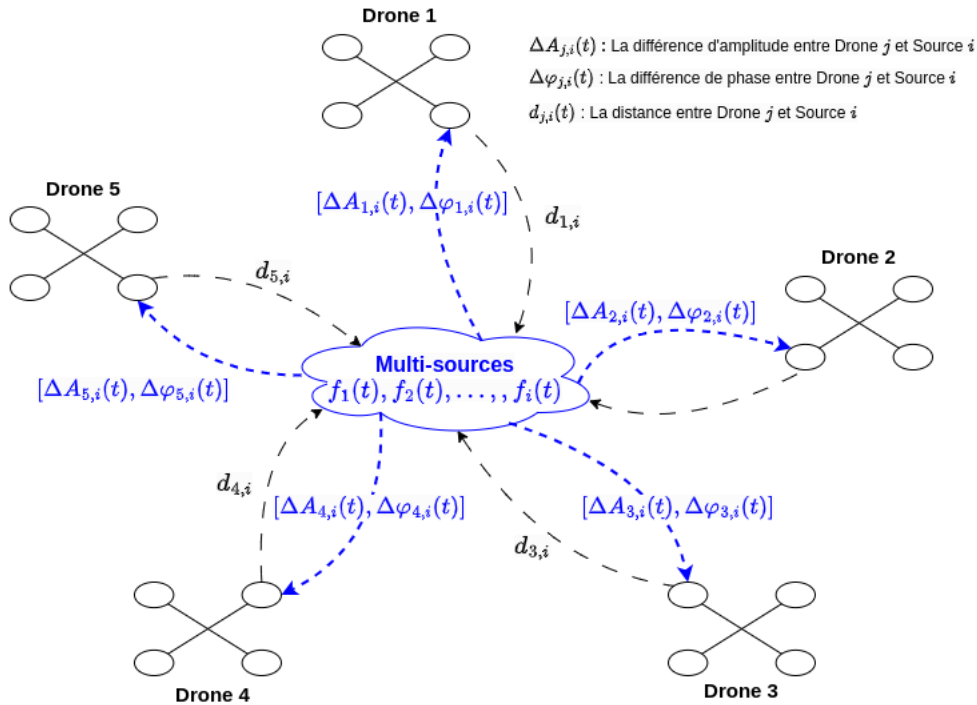 Drone 1
ΔA_{j,i}(t) : La différence d'amplitude entre Drone j et Source i
Δφ_{j,i}(t) : La différence de phase entre Drone j et Source i
d_{j,i}(t) : La distance entre Drone j et Source i
Drone 5
[ΔA_{1,i}(t), Δφ_{1,i}(t)]
d_{1,i}
Drone 2
d_{5,i}
[ΔA_{2,i}(t), Δφ_{2,i}(t)]
Multi-sources
f_1(t), f_2(t), ..., , f_i(t)
[ΔA_{5,i}(t), Δφ_{5,i}(t)]
d_{4,i}
[ΔA_{4,i}(t), Δφ_{4,i}(t)]
[ΔA_{3,i}(t), Δφ_{3,i}(t)]
d_{3,i}
Drone 4
Drone 3